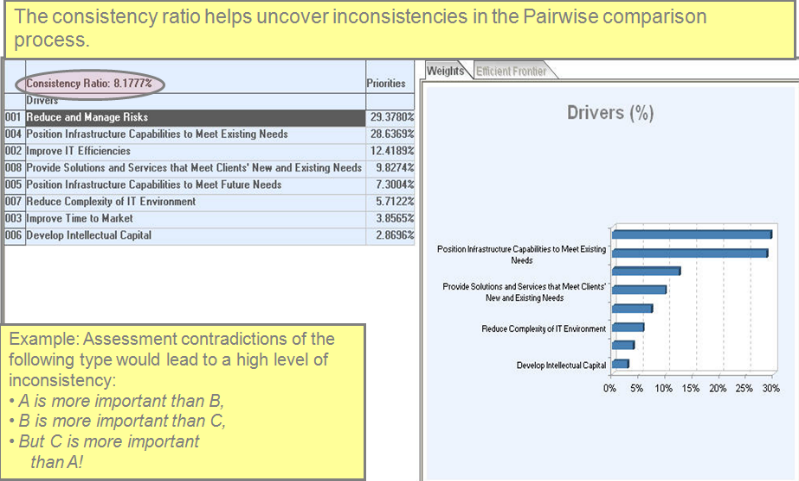 The consistency ratio helps uncover inconsistencies in the Pairwise comparison
process.
Consistency Ratio: 8.1777% Priorities
Drivers
001 Reduce and Manage Risks 29.3780%
004 Position Infrastructure Capabilities to Meet Existing Needs 28.6369%
002 Improve IT Efficiencies 12.4189%
008 Provide Solutions and Services that Meet Clients' New and Existing Needs 9.8274%
005 Position Infrastructure Capabilities to Meet Future Needs 7.3004%
007 Reduce Complexity of IT Environment 5.7122%
003 Improve Time to Market 3.8565%
006 Develop Intellectual Capital 2.8696%
Weights Efficient Frontier
Drivers (%)
Position Infrastructure Capabilities to Meet Existing
Needs
Provide Solutions and Services that Meet Clients'
New and Existing Needs
Reduce Complexity of IT Environment
Develop Intellectual Capital
0% 5% 10% 15% 20% 25% 30%
Example: Assessment contradictions of the
following type would lead to a high level of
inconsistency:
• A is more important than B,
• B is more important than C,
• But C is more important
than A!